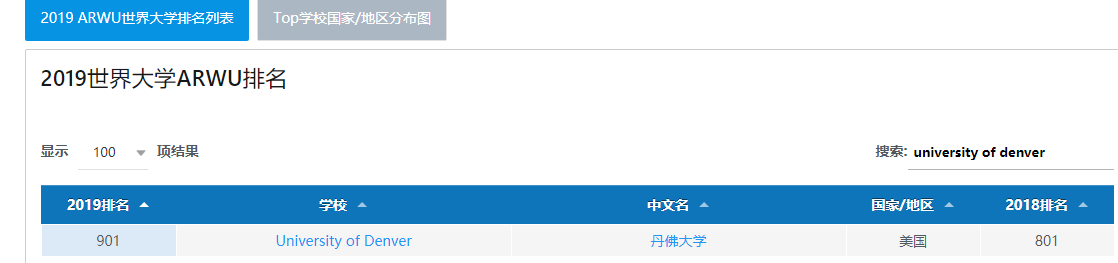 2019 ARWU世界大学排名列表 Top学校国家/地区分布图
2019世界大学ARWU排名
显示 100 项结果 搜索: university of denver
2019排名 学校 中文名 国家/地区 2018排名
901 University of Denver 丹佛大学 美国 801